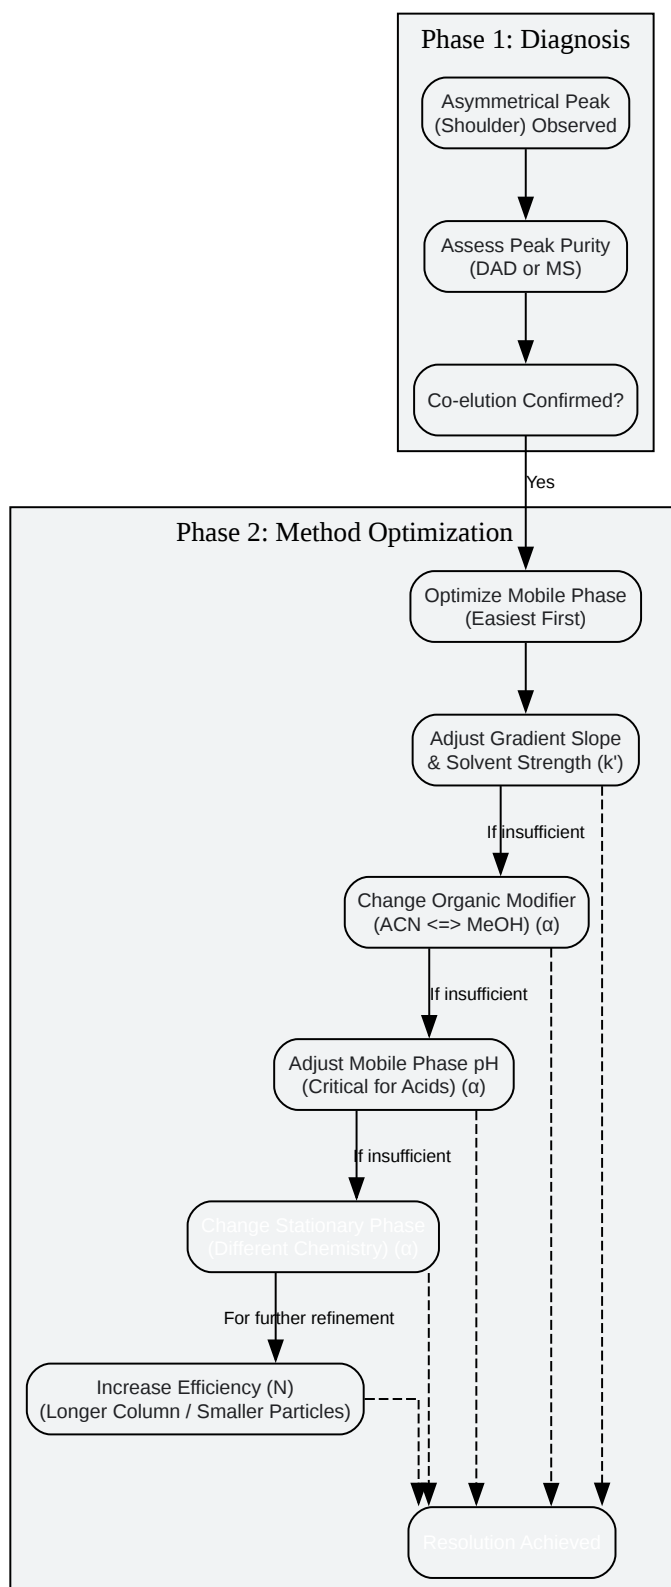 Phase 1: Diagnosis
Asymmetrical Peak
(Shoulder) Observed
Assess Peak Purity
(DAD or MS)
Co-elution Confirmed?
Yes
Phase 2: Method Optimization
Optimize Mobile Phase
(Easiest First)
Adjust Gradient Slope
& Solvent Strength (k')
If insufficient
Change Organic Modifier
(ACN <=> MeOH) (α)
If insufficient
Adjust Mobile Phase pH
(Critical for Acids) (α)
If insufficient
Change Stationary Phase
(Different Chemistry) (α)
For further refinement
Increase Efficiency (N)
(Longer Column / Smaller Particles)
Resolution Achieved